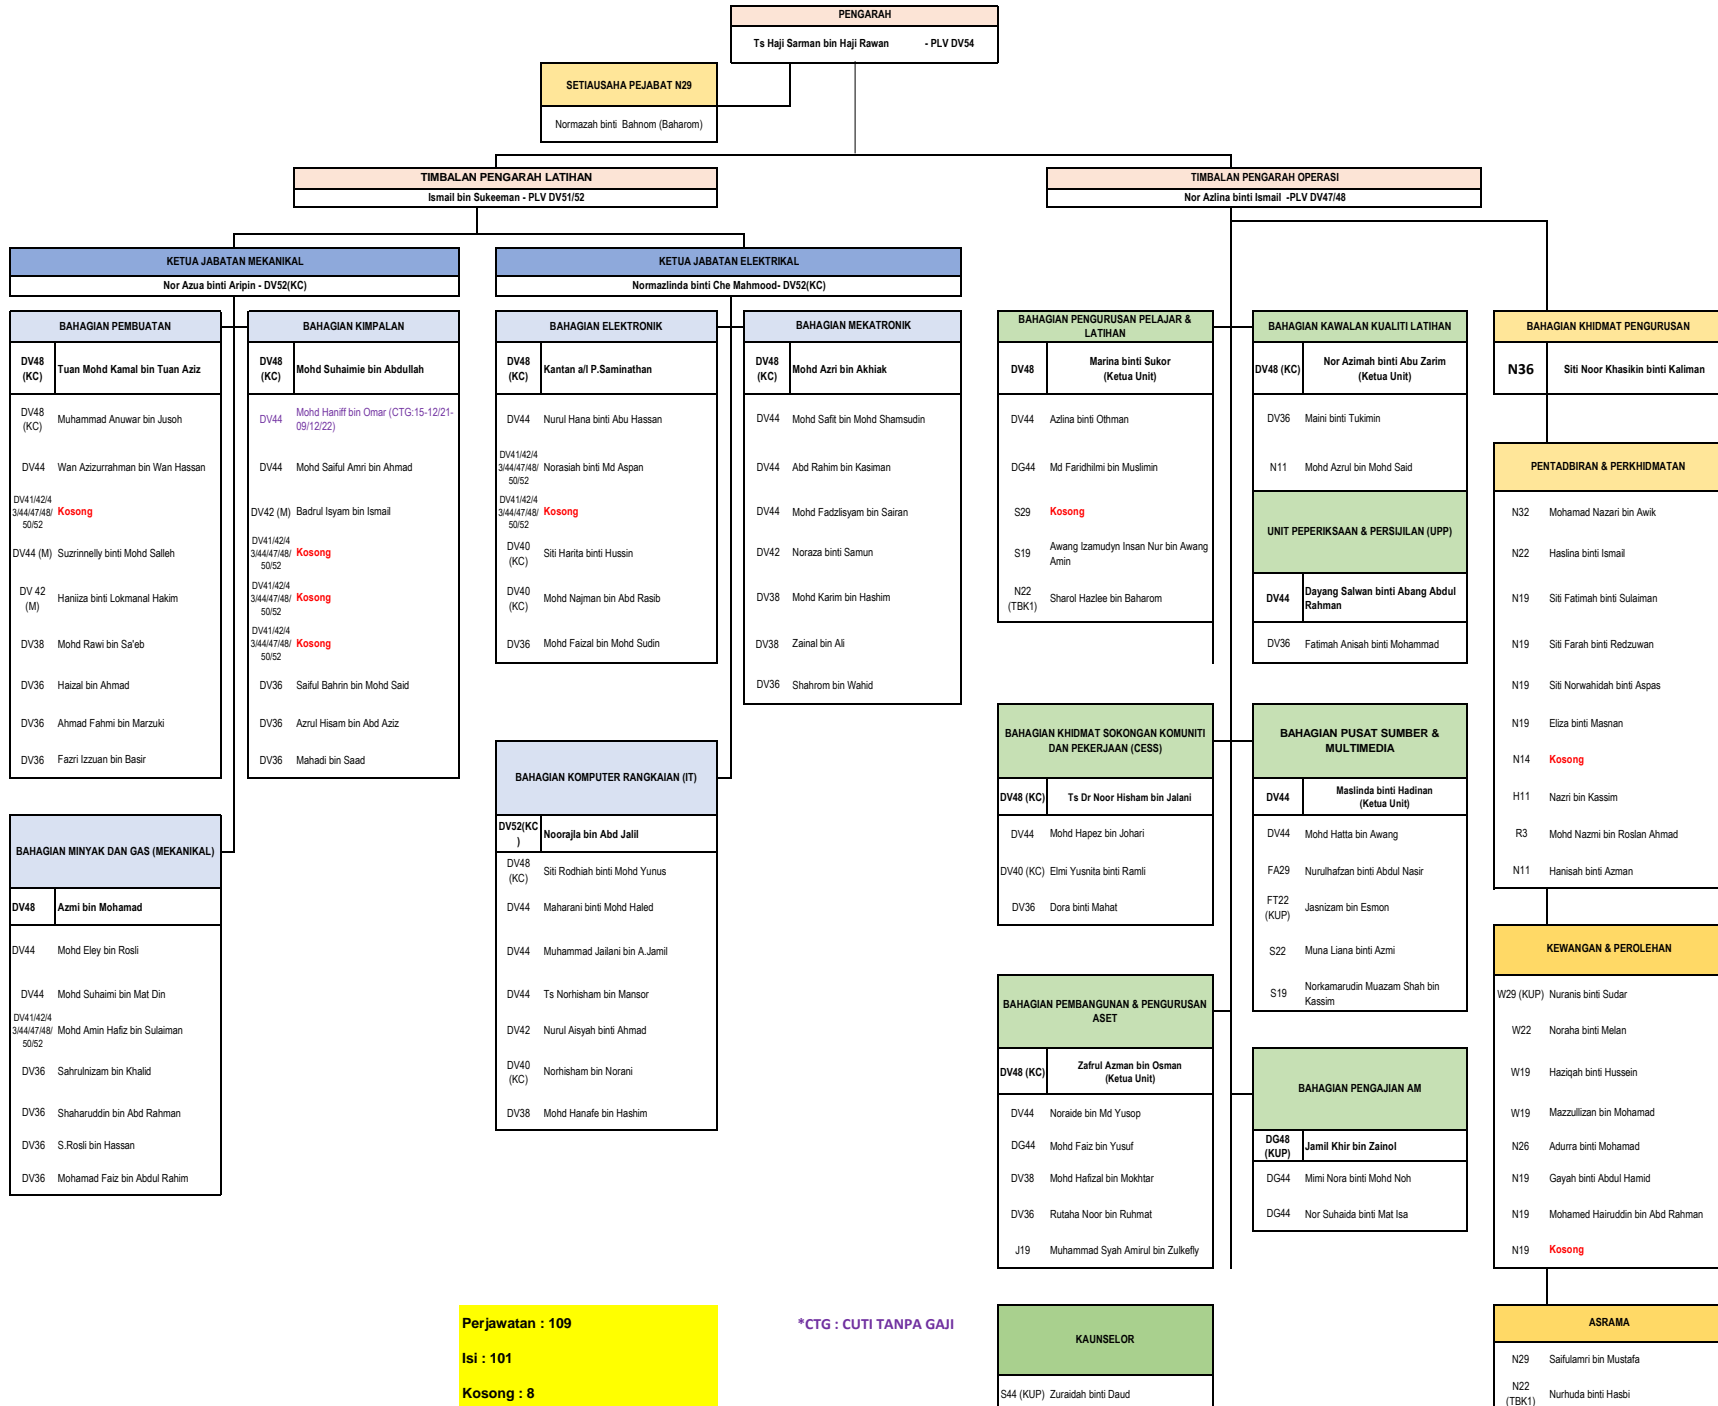 PENGARAH
Ts Haji Sarman bin Haji Rawan - PLV DV54
SETIAUSAHA PEJABAT N29
Normazah binti Bahnom (Baharom)
TIMBALAN PENGARAH LATIHAN
Ismail bin Sukeeman - PLV DV51/52
TIMBALAN PENGARAH OPERASI
Nor Azlina binti Ismail -PLV DV47/48
KETUA JABATAN MEKANIKAL
Nor Azua binti Aripin - DV52(KC)
KETUA JABATAN ELEKTRIKAL
Normazlinda binti Che Mahmood- DV52(KC)
BAHAGIAN PEMBUATAN
DV48
(KC)
Tuan Mohd Kamal bin Tuan Aziz
DV48
(KC)
Muhammad Anuwar bin Jusoh
DV44 Wan Azizurrahman bin Wan Hassan
DV41/42/4
3/44/47/48/
50/52
Kosong
DV44 (M) Suzrinnelly binti Mohd Salleh
DV 42
(M)
Haniiza binti Lokmanal Hakim
DV38 Mohd Rawi bin Sa'eb
DV36 Haizal bin Ahmad
DV36 Ahmad Fahmi bin Marzuki
DV36 Fazri Izzuan bin Basir
BAHAGIAN KIMPALAN
DV48
(KC)
Mohd Suhaimie bin Abdullah
DV44 Mohd Haniff bin Omar (CTG:15-12/21-
09/12/22)
DV44 Mohd Saiful Amri bin Ahmad
DV42 (M) Badrul Isyam bin Ismail
DV41/42/4
3/44/47/48/
50/52
Kosong
DV41/42/4
3/44/47/48/
50/52
Kosong
DV41/42/4
3/44/47/48/
50/52
Kosong
DV36 Saiful Bahrin bin Mohd Said
DV36 Azrul Hisam bin Abd Aziz
DV36 Mahadi bin Saad
BAHAGIAN MINYAK DAN GAS (MEKANIKAL)
DV48 Azmi bin Mohamad
DV44 Mohd Eley bin Rosli
DV44 Mohd Suhaimi bin Mat Din
DV41/42/4
3/44/47/48/
50/52
Mohd Amin Hafiz bin Sulaiman
DV36 Sahrulnizam bin Khalid
DV36 Shaharuddin bin Abd Rahman
DV36 S.Rosli bin Hassan
DV36 Mohamad Faiz bin Abdul Rahim
BAHAGIAN ELEKTRONIK
DV48
(KC)
Kantan a/l P.Saminathan
DV44 Nurul Hana binti Abu Hassan
DV41/42/4
3/44/47/48/
50/52
Norasiah binti Md Aspan
DV41/42/4
3/44/47/48/
50/52
Kosong
DV40
(KC)
Siti Harita binti Hussin
DV40
(KC)
Mohd Najman bin Abd Rasib
DV36 Mohd Faizal bin Mohd Sudin
BAHAGIAN MEKATRONIK
DV48
(KC)
Mohd Azri bin Akhiak
DV44 Mohd Safit bin Mohd Shamsudin
DV44 Abd Rahim bin Kasiman
DV44 Mohd Fadzlisyam bin Sairan
DV42 Noraza binti Samun
DV38 Mohd Karim bin Hashim
DV38 Zainal bin Ali
DV36 Shahrom bin Wahid
BAHAGIAN KOMPUTER RANGKAIAN (IT)
DV52(KC
)
Noorajla bin Abd Jalil
DV48
(KC)
Siti Rodhiah binti Mohd Yunus
DV44 Maharani binti Mohd Haled
DV44 Muhammad Jailani bin A.Jamil
DV44 Ts Norhisham bin Mansor
DV42 Nurul Aisyah binti Ahmad
DV40
(KC)
Norhisham bin Norani
DV38 Mohd Hanafe bin Hashim
BAHAGIAN PENGURUSAN PELAJAR &
LATIHAN
DV48 Marina binti Sukor
(Ketua Unit)
DV44 Azlina binti Othman
DG44 Md Faridhilmi bin Muslimin
S29 Kosong
S19 Awang Izamudyn Insan Nur bin Awang
Amin
N22
(TBK1)
Sharol Hazlee bin Baharom
BAHAGIAN KAWALAN KUALITI LATIHAN
DV48 (KC) Nor Azimah binti Abu Zarim
(Ketua Unit)
DV36 Maini binti Tukimin
N11 Mohd Azrul bin Mohd Said
UNIT PEPERIKSAAN & PERSIJILAN (UPP)
DV44 Dayang Salwan binti Abang Abdul
Rahman
DV36 Fatimah Anisah binti Mohammad
BAHAGIAN KHIDMAT SOKONGAN KOMUNITI
DAN PEKERJAAN (CESS)
DV48 (KC) Ts Dr Noor Hisham bin Jalani
DV44 Mohd Hapez bin Johari
DV40 (KC) Elmi Yusnita binti Ramli
DV36 Dora binti Mahat
BAHAGIAN PUSAT SUMBER &
MULTIMEDIA
DV44 Maslinda binti Hadinan
(Ketua Unit)
DV44 Mohd Hatta bin Awang
FA29 Nurulhafzan binti Abdul Nasir
FT22
(KUP)
Jasnizam bin Esmon
S22 Muna Liana binti Azmi
S19 Norkamarudin Muazam Shah bin
Kassim
BAHAGIAN PEMBANGUNAN & PENGURUSAN
ASET
DV48 (KC) Zafrul Azman bin Osman
(Ketua Unit)
DV44 Noraide bin Md Yusop
DG44 Mohd Faiz bin Yusuf
DV38 Mohd Hafizal bin Mokhtar
DV36 Rutaha Noor bin Ruhmat
J19 Muhammad Syah Amirul bin Zulkefly
BAHAGIAN PENGAJIAN AM
DG48
(KUP)
Jamil Khir bin Zainol
DG44 Mimi Nora binti Mohd Noh
DG44 Nor Suhaida binti Mat Isa
BAHAGIAN KHIDMAT PENGURUSAN
N36 Siti Noor Khasikin binti Kaliman
PENTADBIRAN & PERKHIDMATAN
N32 Mohamad Nazari bin Awik
N22 Haslina binti Ismail
N19 Siti Fatimah binti Sulaiman
N19 Siti Farah binti Redzuwan
N19 Siti Norwahidah binti Aspas
N19 Eliza binti Masnan
N14 Kosong
H11 Nazri bin Kassim
R3 Mohd Nazmi bin Roslan Ahmad
N11 Hanisah binti Azman
KEWANGAN & PEROLEHAN
W29 (KUP) Nuranis binti Sudar
W22 Noraha binti Melan
W19 Haziqah binti Hussein
W19 Mazzullizan bin Mohamad
N26 Adurra binti Mohamad
N19 Gayah binti Abdul Hamid
N19 Mohamed Hairuddin bin Abd Rahman
N19 Kosong
Perjawatan : 109
Isi : 101
Kosong : 8
*CTG : CUTI TANPA GAJI
KAUNSELOR
S44 (KUP) Zuraidah binti Daud
ASRAMA
N29 Saifulamri bin Mustafa
N22
(TBK1)
Nurhuda binti Hasbi